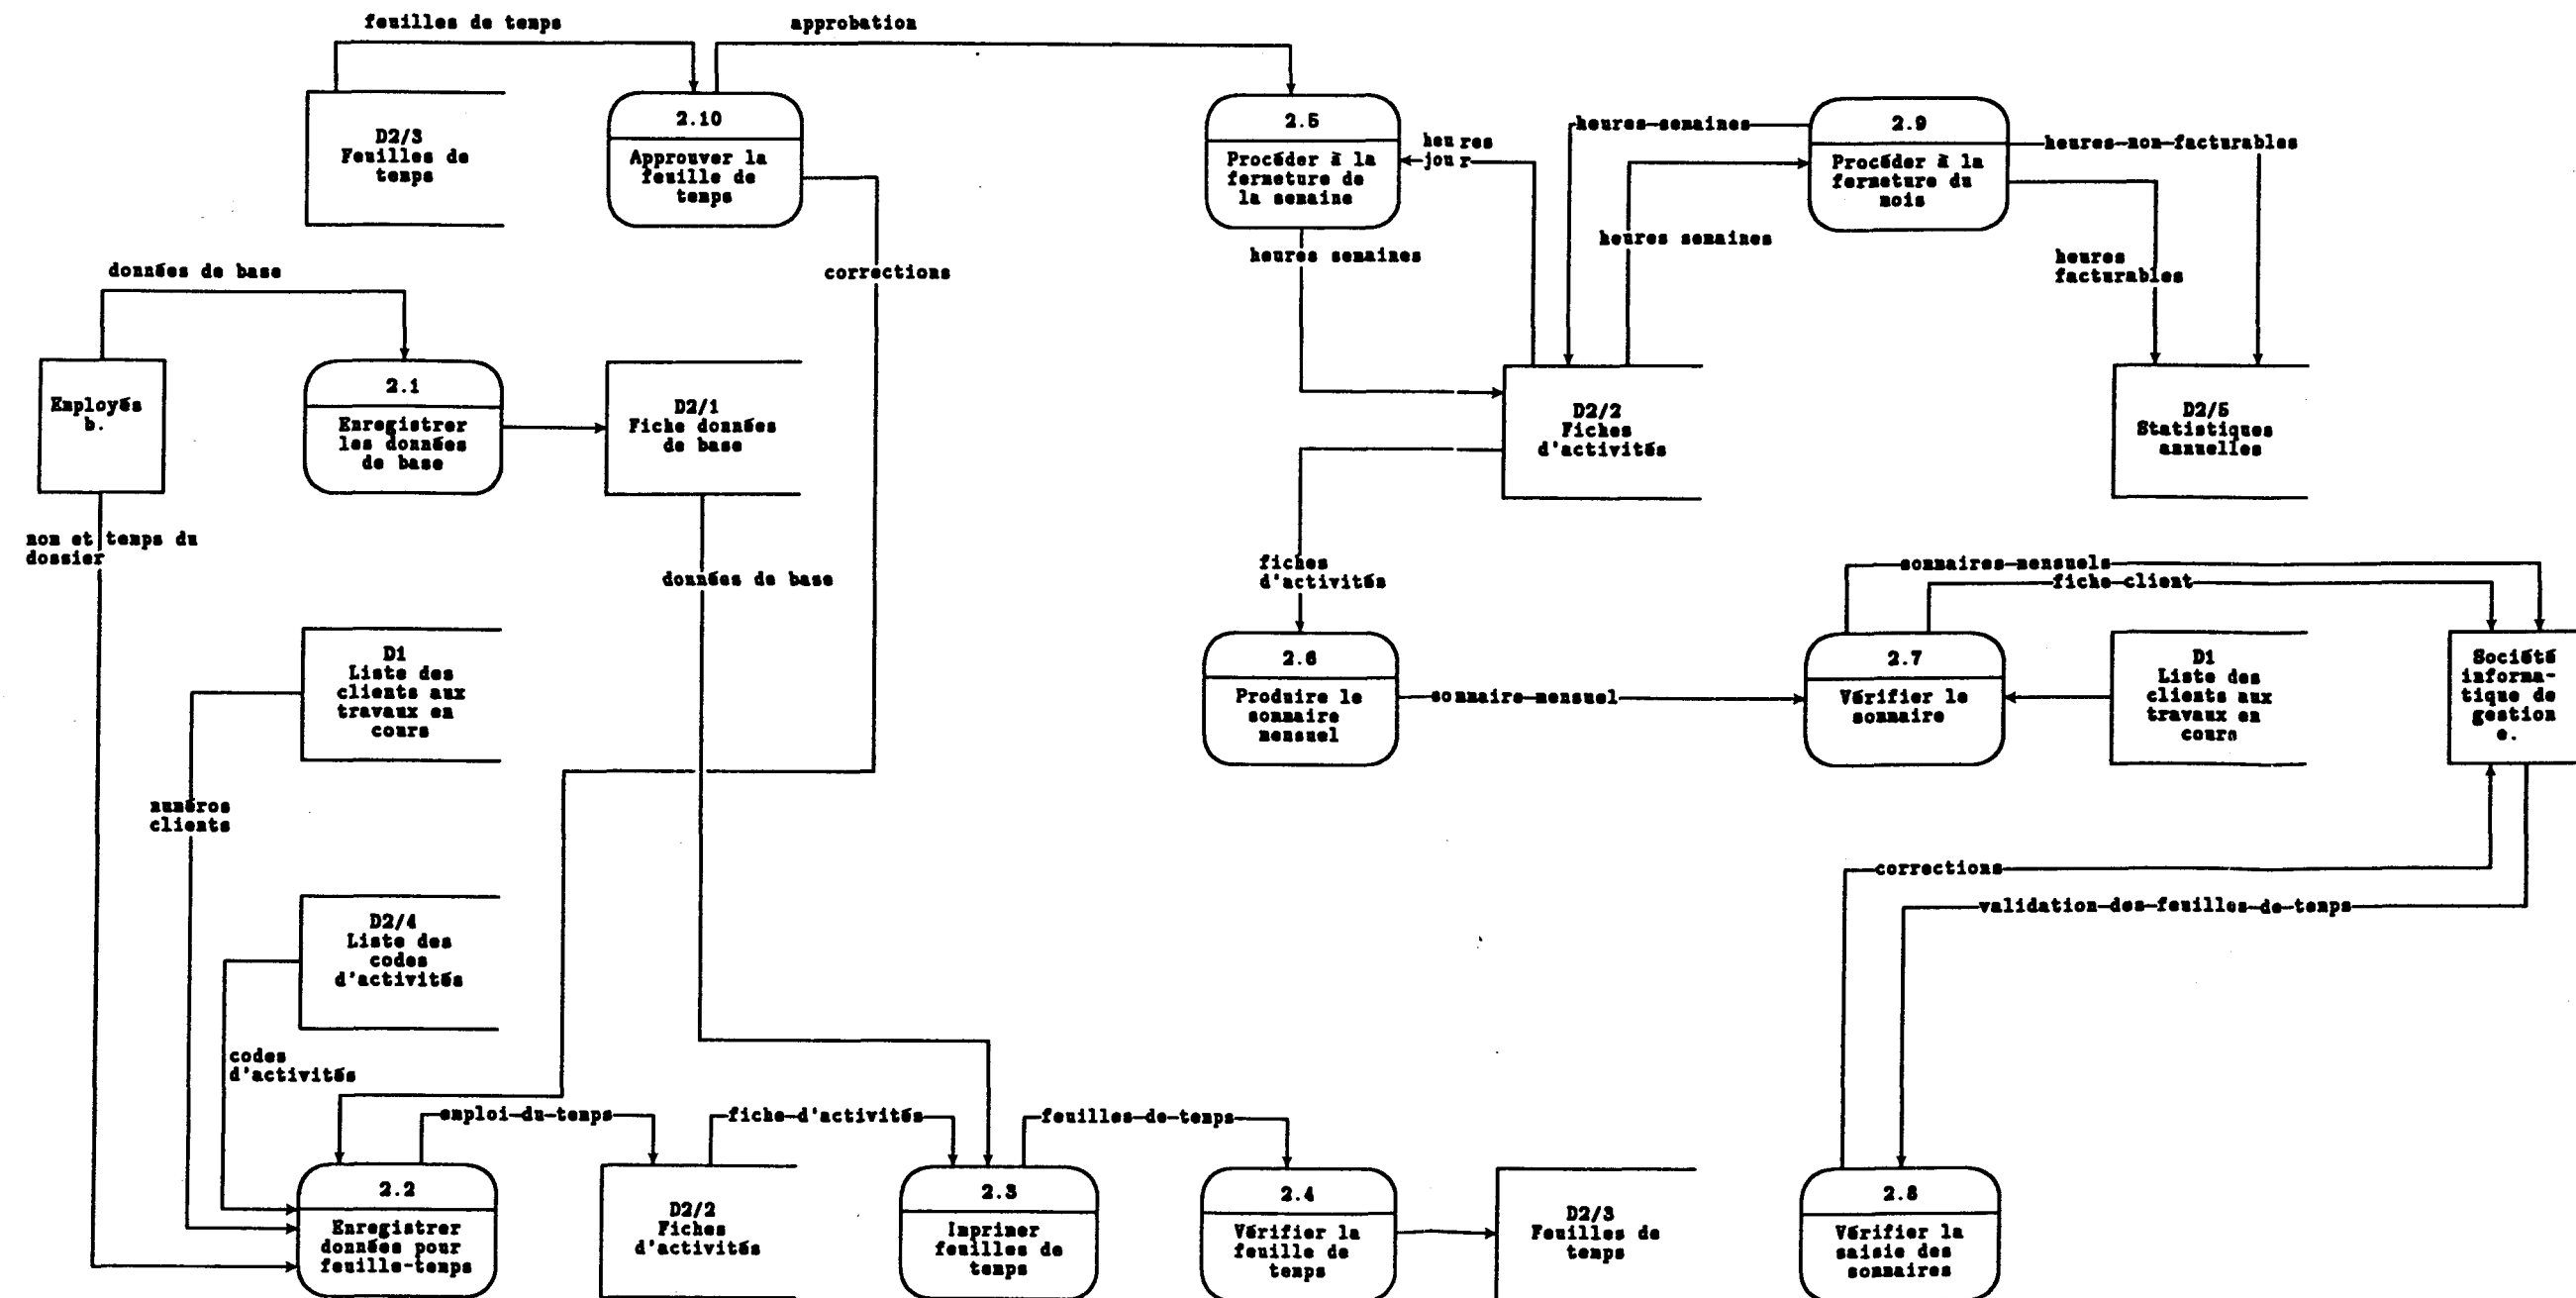 feuilles de temps
approbation
D2/3
Feuilles de
temps
2.10
Approuver la
feuille de
temps
2.5
Procéder à la
fermeture de
la semaine
heures
jour
heures-semaines
2.9
Procéder à la
fermeture du
mois
heures-non-facturables
heures semaines
heures semaines
heures
facturables
données de base
corrections
Employés
b.
2.1
Enregistrer
les données
de base
D2/1
Fiche données
de base
D2/2
Fiches
d'activités
D2/5
Statistiques
annuelles
nom et temps du
dossier
données de base
fiches
d'activités
sommaires-mensuels
fiche-client
D1
Liste des
clients aux
travaux en
cours
2.6
Produire le
sommaire
mensuel
sommaire-mensuel
2.7
Vérifier le
sommaire
D1
Liste des
clients aux
travaux en
cours
Société
informa-
tique de
gestion
e.
numéros
clients
corrections
validation-des-feuilles-de-temps
D2/4
Liste des
codes
d'activités
codes
d'activités
emploi-du-temps
fiche-d'activités
feuilles-de-temps
2.2
Enregistrer
données pour
feuille-temps
D2/2
Fiches
d'activités
2.3
Imprimer
feuilles de
temps
2.4
Vérifier la
feuille de
temps
D2/3
Feuilles de
temps
2.8
Vérifier la
saisie des
sommaires